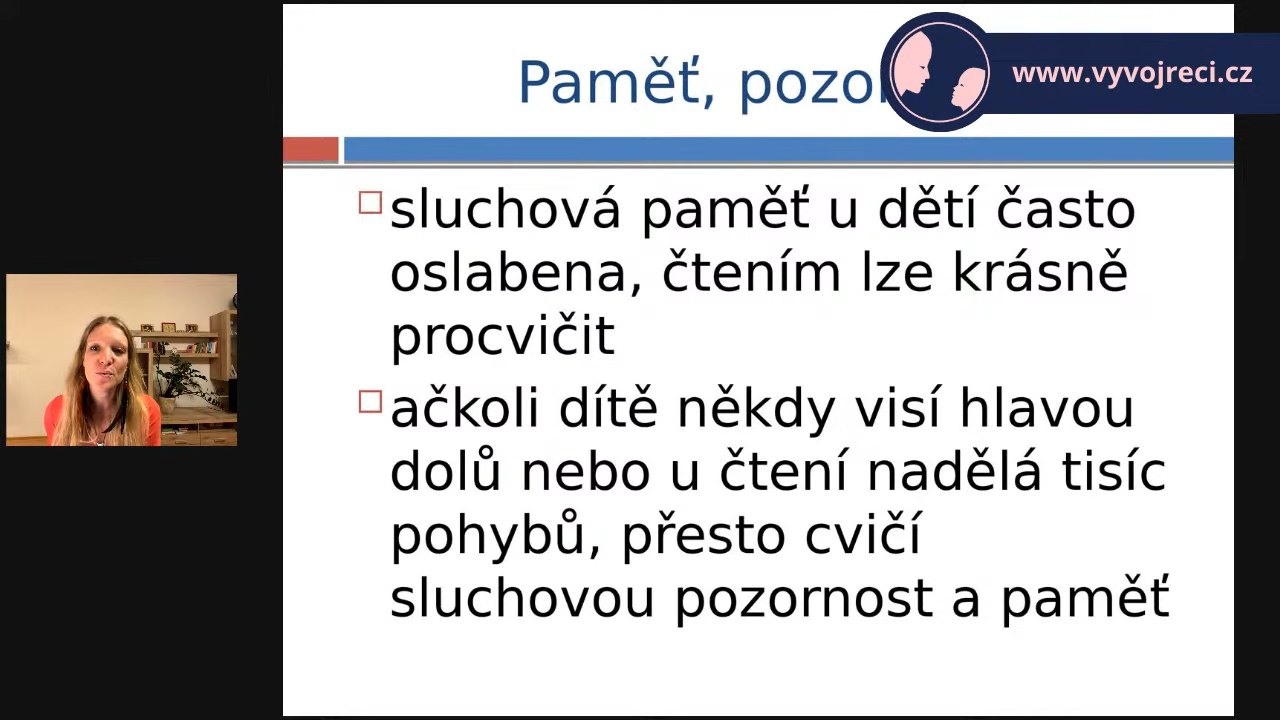 Paměť,
www.vyvojreci.cz
sluchová paměť u dětí často
oslabena, čtením lze krásně
procvičit
ačkoli dítě někdy visí hlavou
dolů nebo u čtení nadělá tisíc
pohybů, přesto cvičí
sluchovou pozornost a paměť